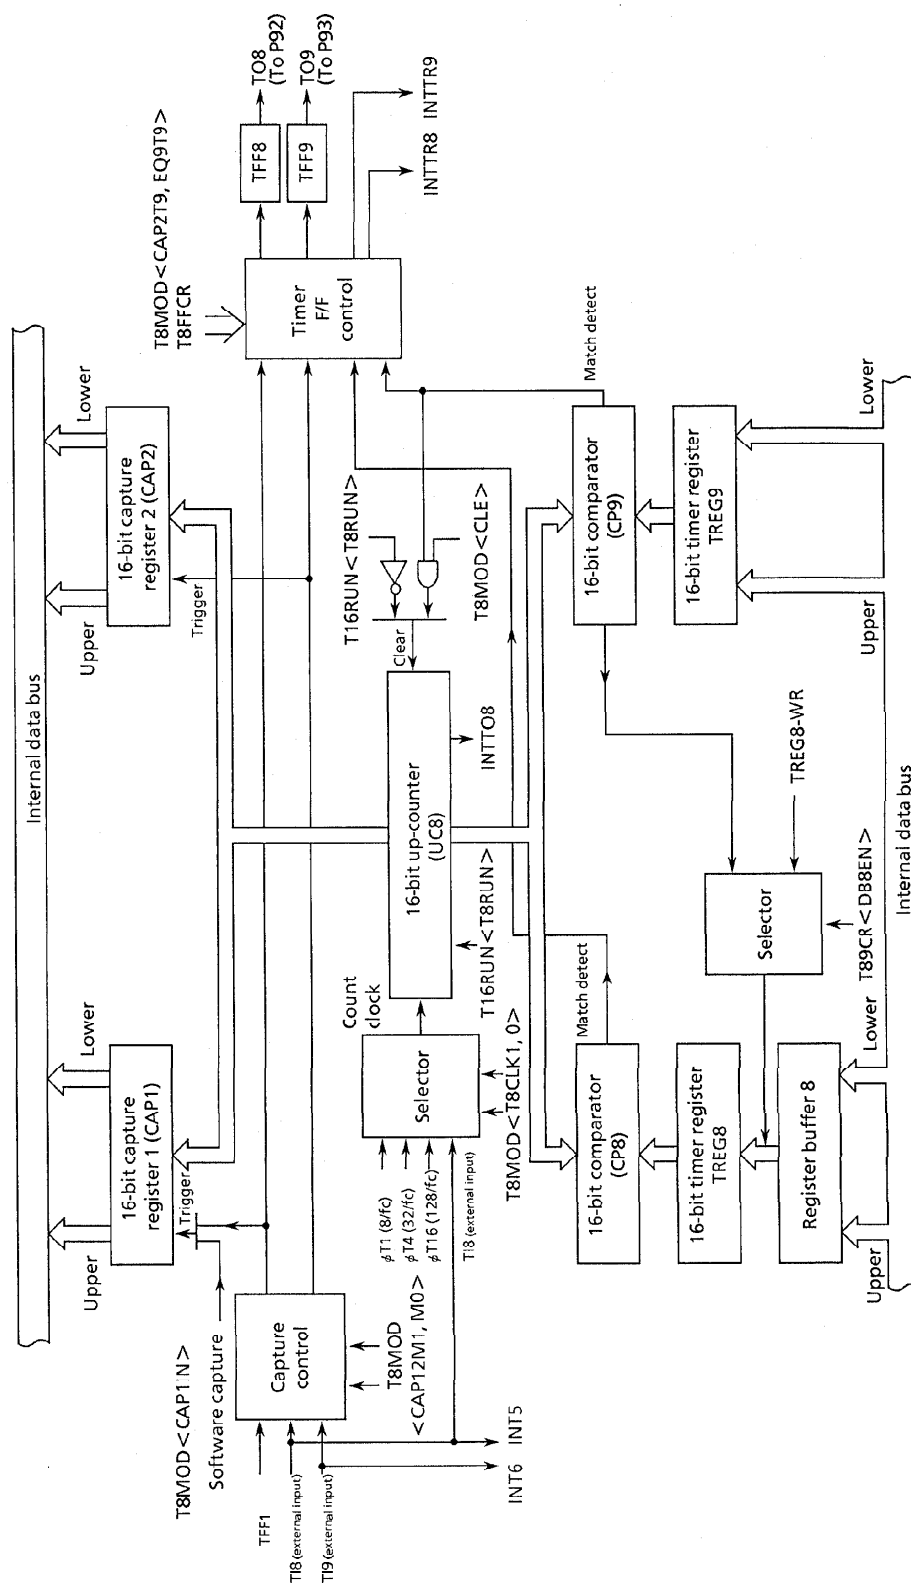 Internal data bus
Upper
Lower
Upper
Lower
16-bit capture
register 1 (CAP1)
16-bit capture
register 2 (CAP2)
T8MOD<CAP1IN>
Software capture
Trigger
Trigger
T8MOD<CAP2T9, EQ9T9>
T8FFCR
TFF1
TI8 (external input)
TI9 (external input)
Capture
control
T8MOD
<CAP12M1, M0>
INT6
INT5
Timer
F/F
control
TFF8
TFF9
TO8
(To P92)
TO9
(To P93)
INTTR8
INTTR9
φT1 (8/fc)
φT4 (32/fc)
φT16 (128/fc)
TI8 (external input)
Selector
Count
clock
T8MOD<T8CLK1, 0>
16-bit up-counter
(UC8)
T16RUN<T8RUN>
INTTO8
Clear
T16RUN<T8RUN>
T8MOD<CLE>
Match detect
Match detect
16-bit comparator
(CP8)
16-bit comparator
(CP9)
16-bit timer register
TREG8
16-bit timer register
TREG9
Register buffer 8
Selector
TREG8-WR
T89CR<DB8EN>
Upper
Lower
Upper
Lower
Internal data bus